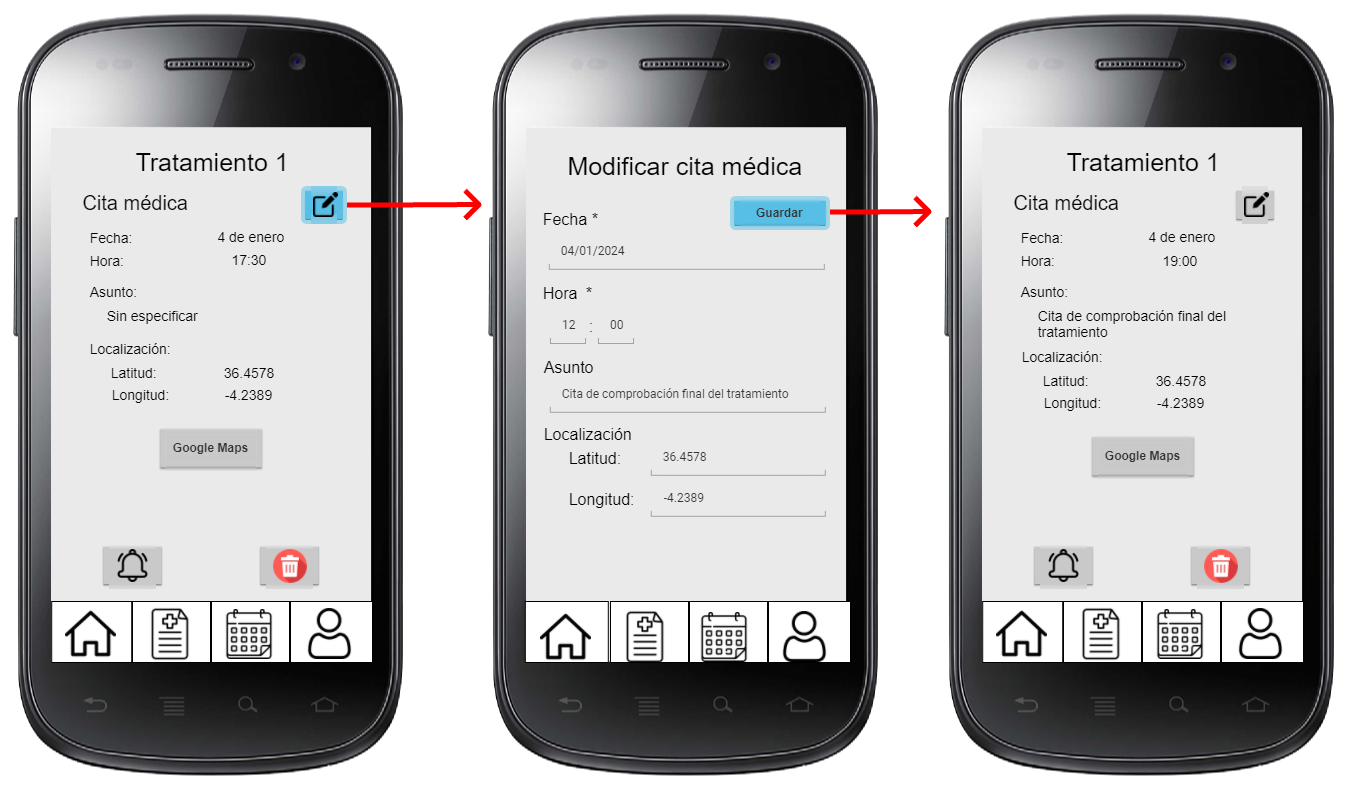 Tratamiento 1
Cita médica
Fecha: 4 de enero
Hora: 17:30
Asunto:
Sin especificar
Localización:
Latitud: 36.4578
Longitud: -4.2389
Google Maps
Modificar cita médica
Guardar
Fecha *
04/01/2024
Hora *
12 : 00
Asunto
Cita de comprobación final del tratamiento
Localización
Latitud: 36.4578
Longitud: -4.2389
Tratamiento 1
Cita médica
Fecha: 4 de enero
Hora: 19:00
Asunto:
Cita de comprobación final del
tratamiento
Localización:
Latitud: 36.4578
Longitud: -4.2389
Google Maps